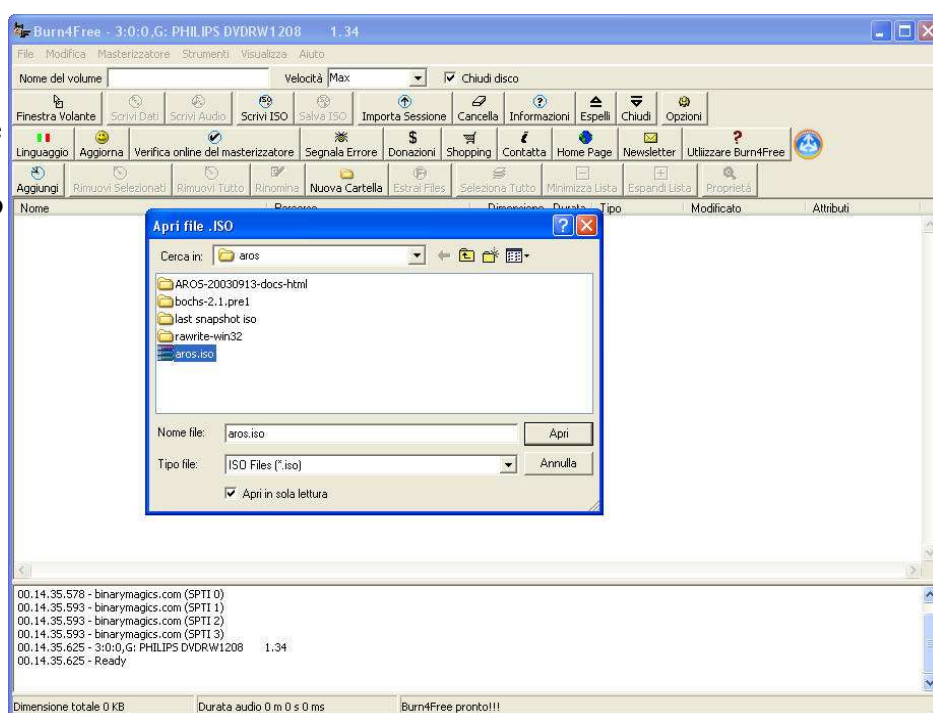 Burn4Free - 3:0:0,G: PHILIPS DVDRW1208 1.34
File Modifica Masterizzatore Strumenti Visualizza Aiuto
Nome del volume Velocità Max Chiudi disco
Finestra Volante Scrivi Dati Scrivi Audio Scrivi ISO Salva ISO Importa Sessione Cancella Informazioni Espelli Chiudi Opzioni
Linguaggio Aggiorna Verifica online del masterizzatore Segnala Errore Donazioni Shopping Contatta Home Page Newsletter Utilizzare Burn4Free
Aggiungi Rimuovi Selezionati Rimuovi Tutto Rinomina Nuova Cartella Estrai Files Seleziona Tutto Minimizza Lista Espandi Lista Proprietà
Nome Percorso Dimensione Durata Tipo Modificato Attributi
Apri file .ISO
Cerca in: aros
AROS-20030913-docs-html
bochs-2.1.pre1
last snapshot iso
rawrite-win32
aros.iso
Nome file: aros.iso Apri
Tipo file: ISO Files (*.iso) Annulla
Apri in sola lettura
00.14.35.578 - binarymagics.com (SPTI 0)
00.14.35.593 - binarymagics.com (SPTI 1)
00.14.35.593 - binarymagics.com (SPTI 2)
00.14.35.593 - binarymagics.com (SPTI 3)
00.14.35.625 - 3:0:0,G: PHILIPS DVDRW1208 1.34
00.14.35.625 - Ready
Dimensione totale 0 KB Durata audio 0 m 0 s 0 ms Burn4Free pronto!!!